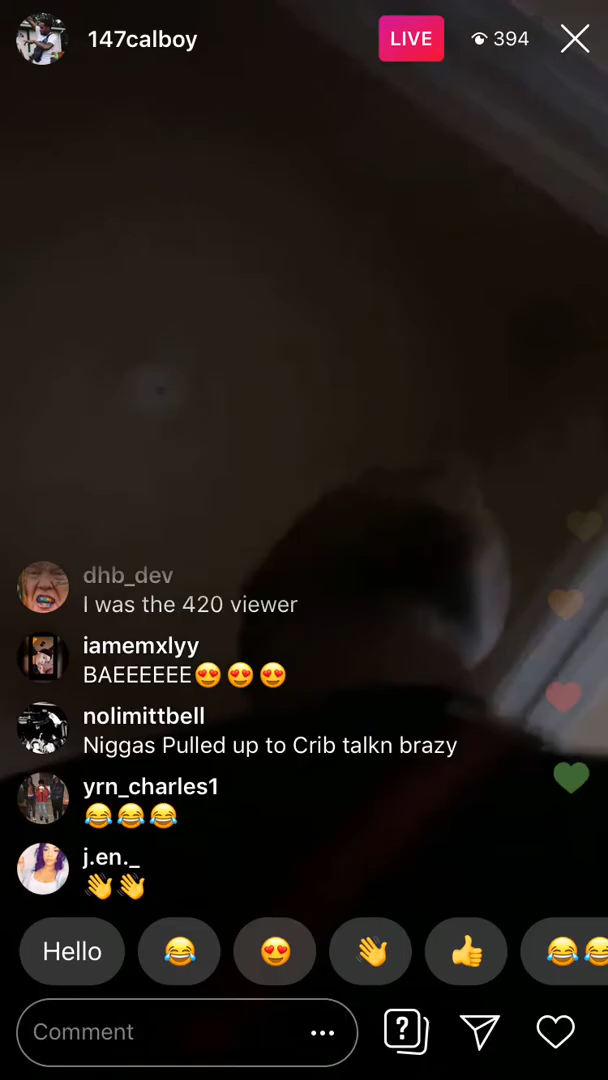 147calboy
LIVE
394
dhb_dev
I was the 420 viewer
iamemxlyy
BAEEEEEE😍😍😍
nolimittbell
Niggas Pulled up to Crib talkn brazy
yrn_charles1
😂😂😂
j.en._
👋👋
Hello 😂 😍 👋 👍 😂😂
Comment ...
?